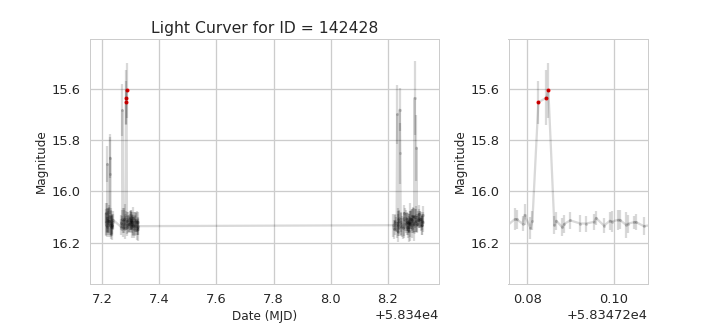 Light Curver for ID = 142428
Magnitude
15.6
15.8
16.0
16.2
7.2 7.4 7.6 7.8 8.0 8.2
Date (MJD)
+5.834e4
Magnitude
15.6
15.8
16.0
16.2
0.08 0.10
+5.83472e4